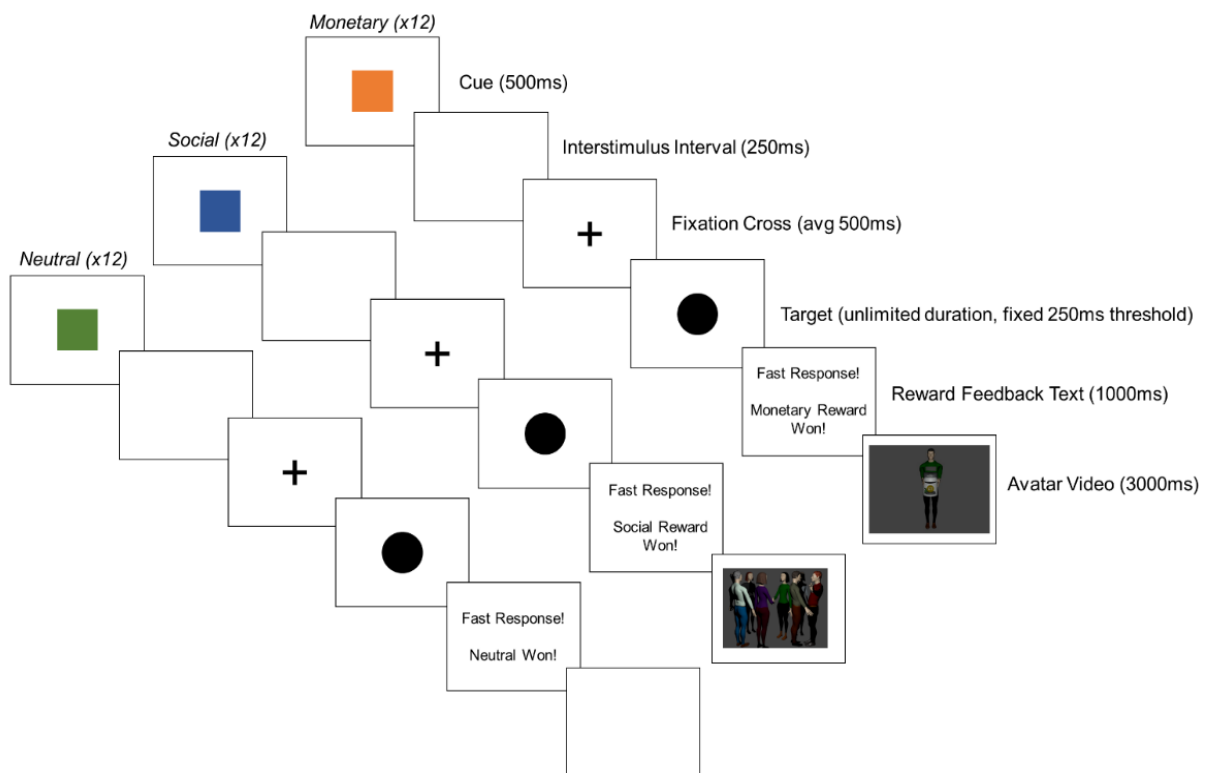 Monetary (x12)
Cue (500ms)
Interstimulus Interval (250ms)
Social (x12)
Fixation Cross (avg 500ms)
Neutral (x12)
Target (unlimited duration, fixed 250ms threshold)
Fast Response!
Monetary Reward
Won!
Reward Feedback Text (1000ms)
Avatar Video (3000ms)
Fast Response!
Social Reward
Won!
Fast Response!
Neutral Won!